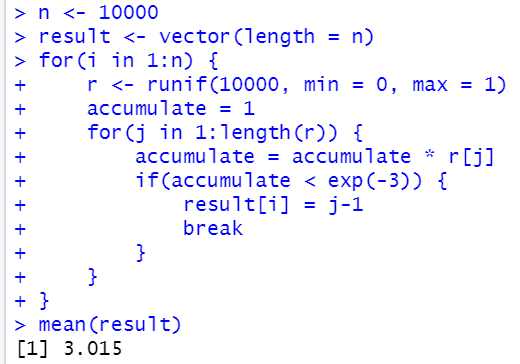 > n <- 10000
> result <- vector(length = n)
> for(i in 1:n) {
+     r <- runif(10000, min = 0, max = 1)
+     accumulate = 1
+     for(j in 1:length(r)) {
+         accumulate = accumulate * r[j]
+         if(accumulate < exp(-3)) {
+             result[i] = j-1
+             break
+         }
+     }
+ }
> mean(result)
[1] 3.015